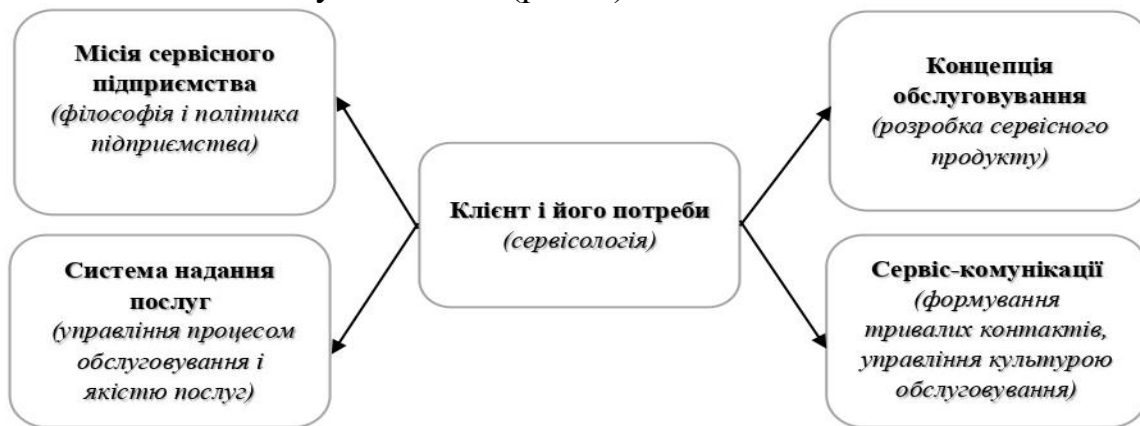 Місія сервісного
підприємства
(філософія і політика
підприємства)
Концепція
обслуговування
(розробка сервісного
продукту)
Клієнт і його потреби
(сервісологія)
Система надання
послуг
(управління процесом
обслуговування і
якістю послуг)
Сервіс-комунікації
(формування
тривалих контактів,
управління культурою
обслуговування)